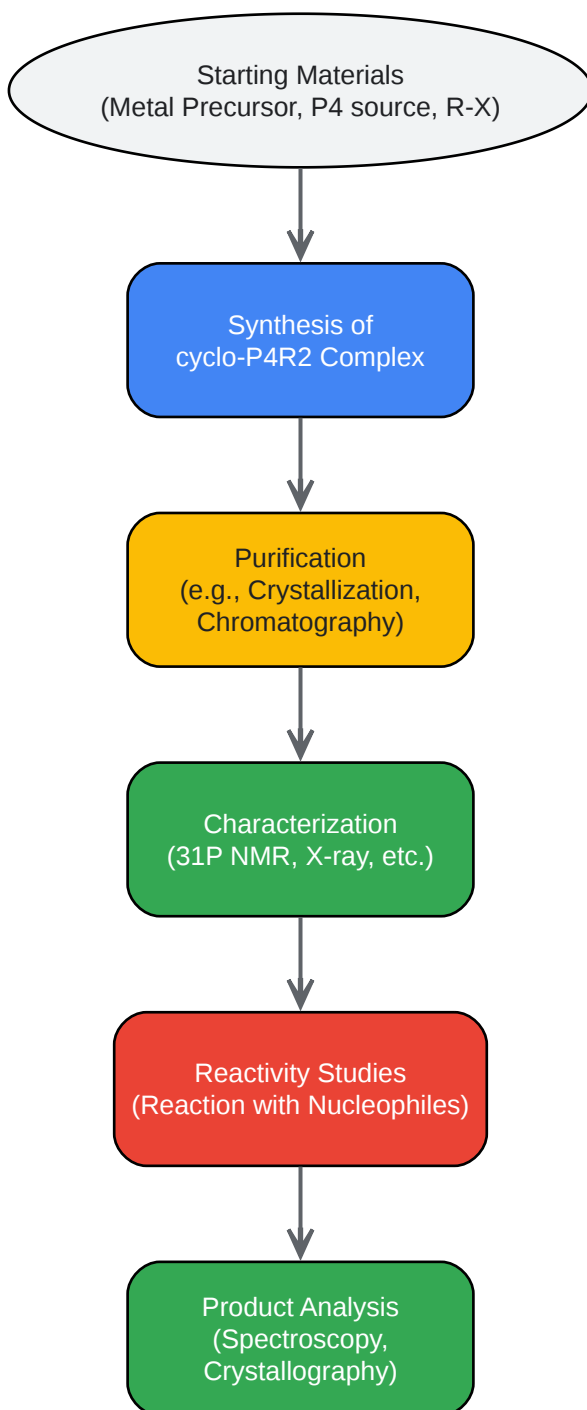 Starting Materials
(Metal Precursor, P4 source, R-X)
Synthesis of
cyclo-P4R2 Complex
Purification
(e.g., Crystallization,
Chromatography)
Characterization
(31P NMR, X-ray, etc.)
Reactivity Studies
(Reaction with Nucleophiles)
Product Analysis
(Spectroscopy,
Crystallography)